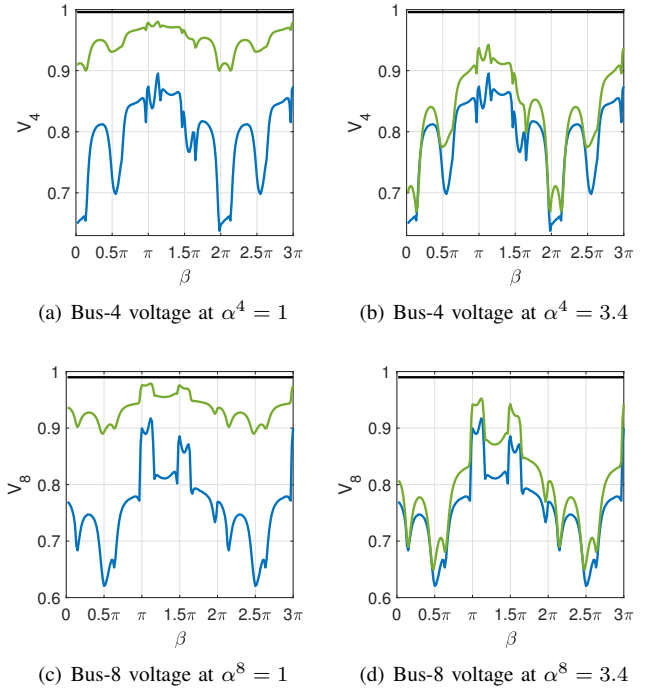 1
0.9
0.8
0.7
V4
0 0.5π π 1.5π 2π 2.5π 3π
β
(a) Bus-4 voltage at α⁴ = 1
1
0.9
0.8
0.7
V4
0 0.5π π 1.5π 2π 2.5π 3π
β
(b) Bus-4 voltage at α⁴ = 3.4
1
0.9
0.8
0.7
0.6
V8
0 0.5π π 1.5π 2π 2.5π 3π
β
(c) Bus-8 voltage at α⁸ = 1
1
0.9
0.8
0.7
0.6
V8
0 0.5π π 1.5π 2π 2.5π 3π
β
(d) Bus-8 voltage at α⁸ = 3.4